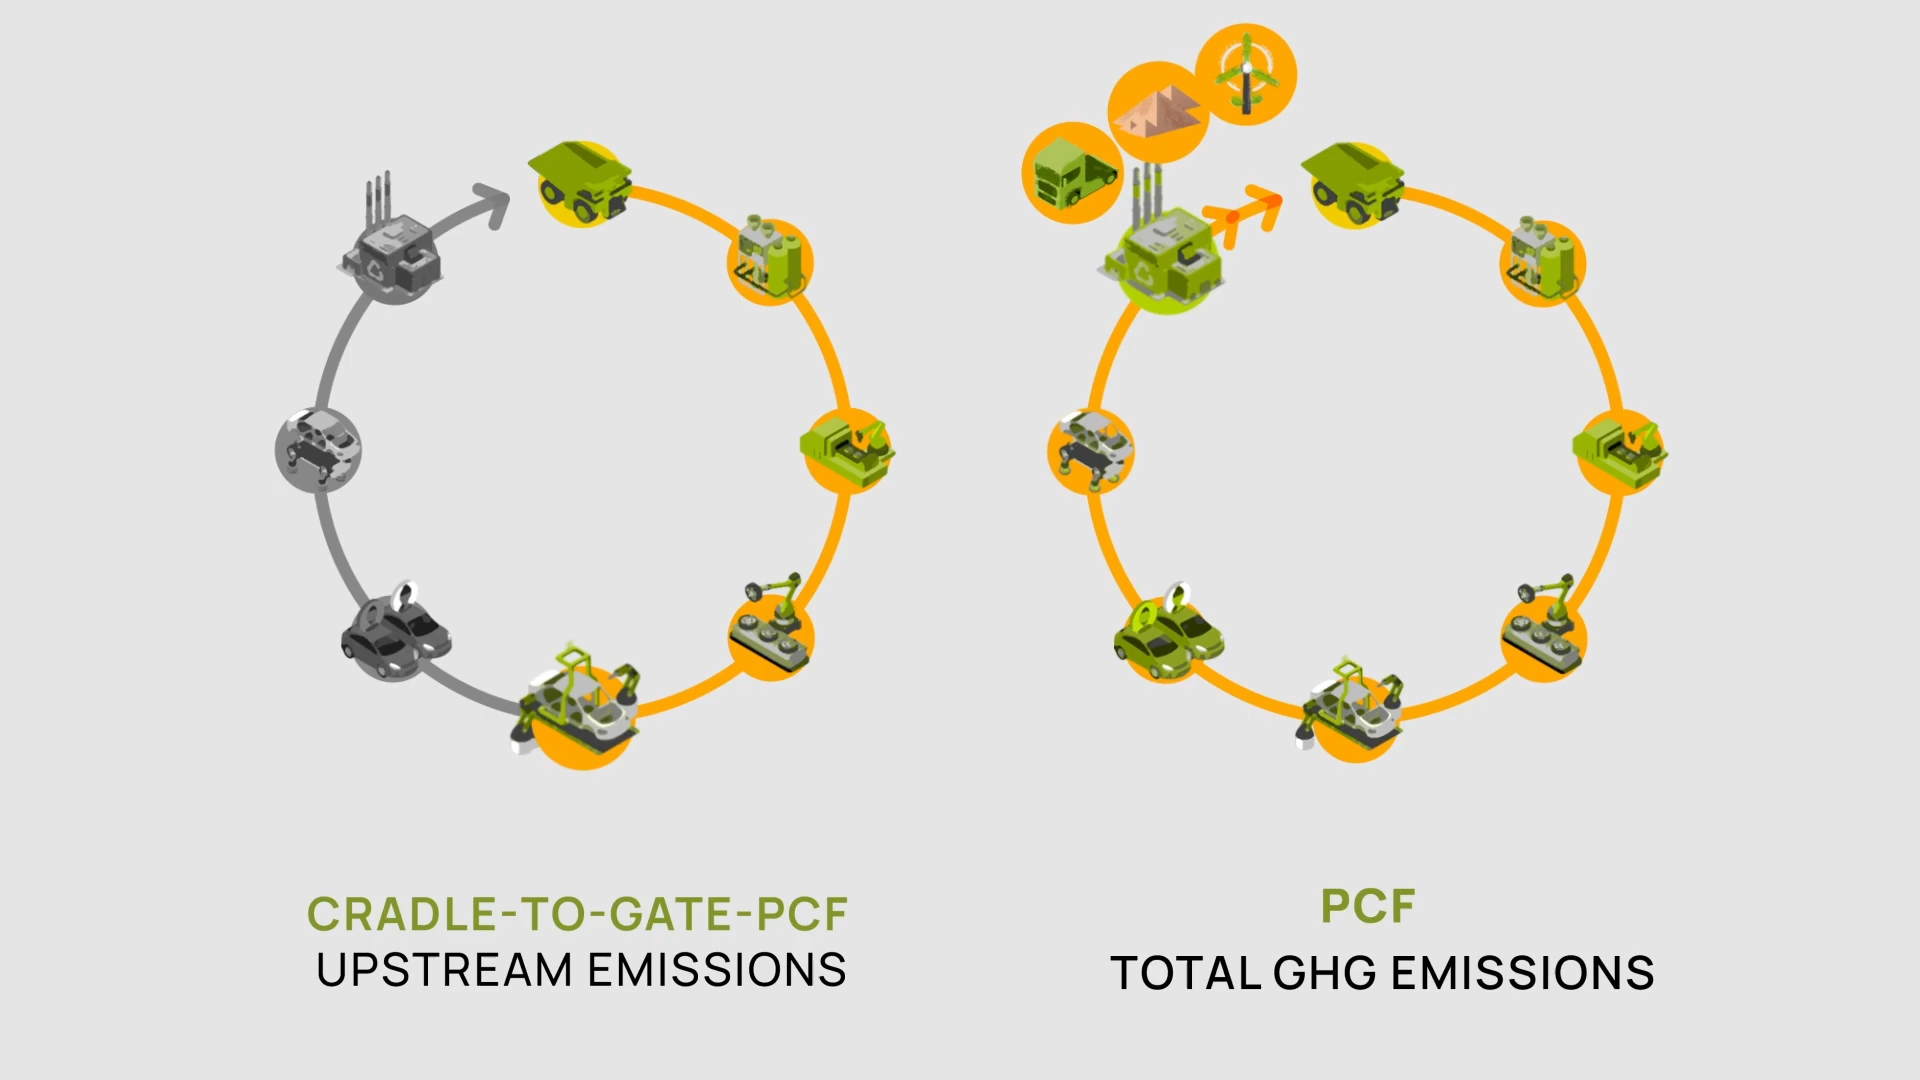 CRADLE-TO-GATE-PCF
UPSTREAM EMISSIONS
PCF
TOTAL GHG EMISSIONS